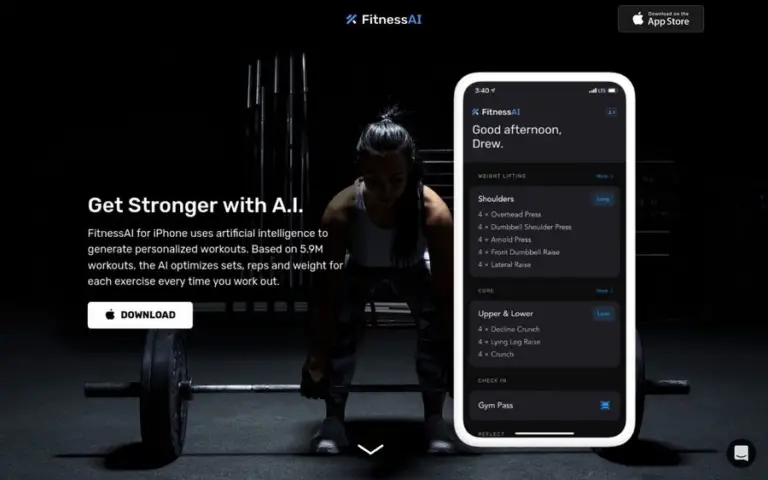 FitnessAI
Download on the
App Store
Get Stronger with A.I.
FitnessAI for iPhone uses artificial intelligence to
generate personalized workouts. Based on 5.9M
workouts, the AI optimizes sets, reps and weight for
each exercise every time you work out.
DOWNLOAD
3:40
LTE
FitnessAI
Good afternoon,
Drew.
WEIGHT LIFTING
Shoulders
4 × Overhead Press
4 × Dumbbell Shoulder Press
4 × Arnold Press
4 × Front Dumbbell Raise
4 × Lateral Raise
CORE
Upper & Lower
4 × Decline Crunch
4 × Lying Leg Raise
4 × Crunch
CHECK IN
Gym Pass
REFLECT